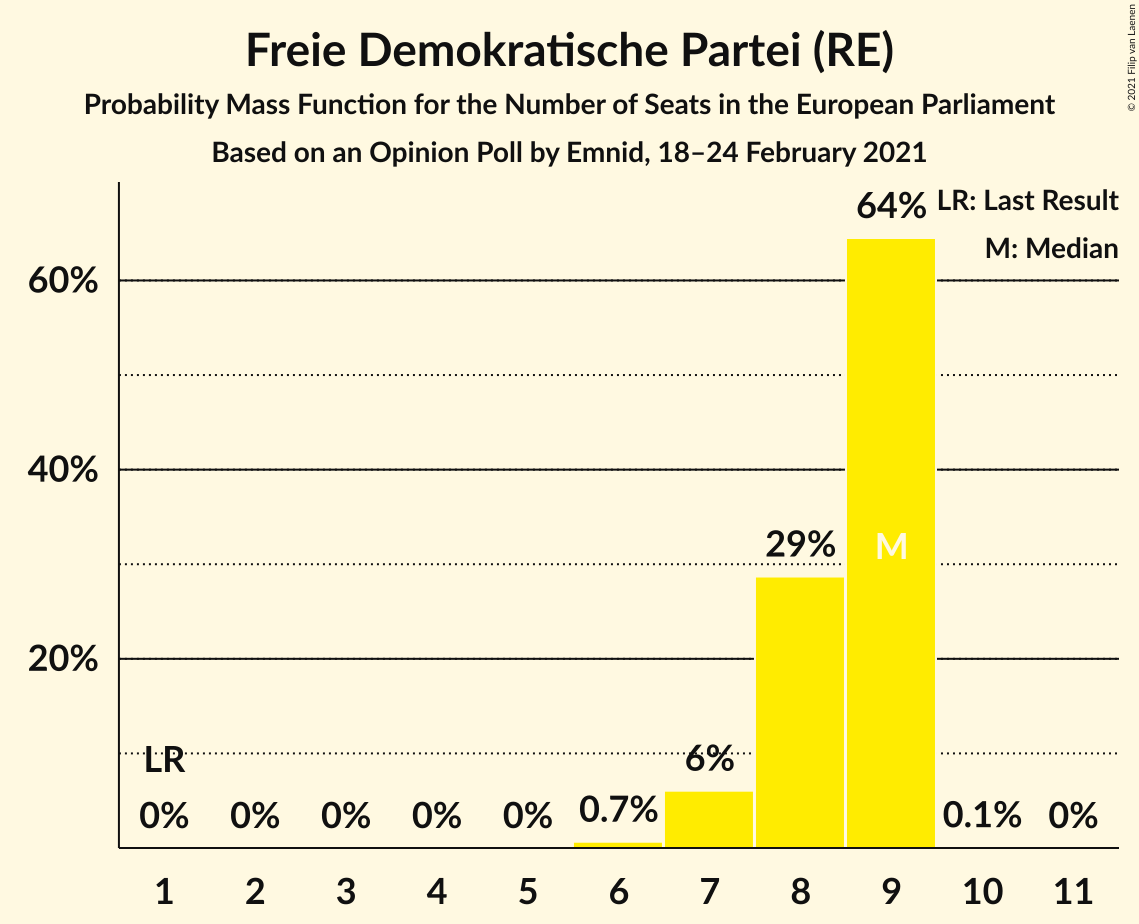 Freie Demokratische Partei (RE)
Probability Mass Function for the Number of Seats in the European Parliament
Based on an Opinion Poll by Emnid, 18–24 February 2021
© 2021 Filip van Laenen
LR: Last Result
M: Median
60%
40%
20%
LR
0%
0%
0%
0%
0%
0.7%
6%
29%
64%
M
0.1%
0%
1 2 3 4 5 6 7 8 9 10 11